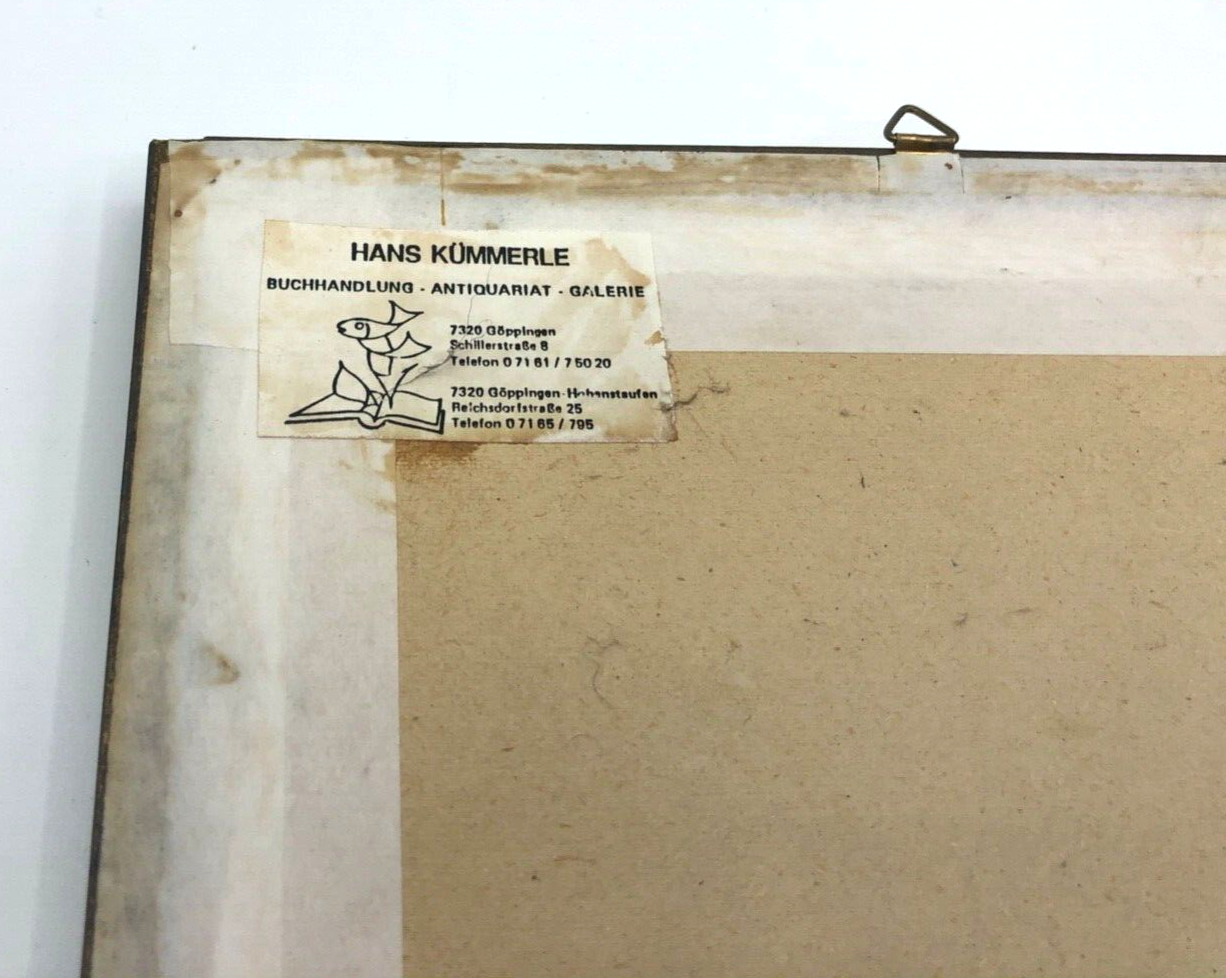 HANS KÜMMERLE
BUCHHANDLUNG - ANTIQUARIAT - GALERIE
7320 Göppingen
Schillerstraße 8
Telefon 0 71 61 / 7 50 20
7320 Göppingen-Hohenstaufen
Reichsdorfstraße 25
Telefon 0 71 65 / 795